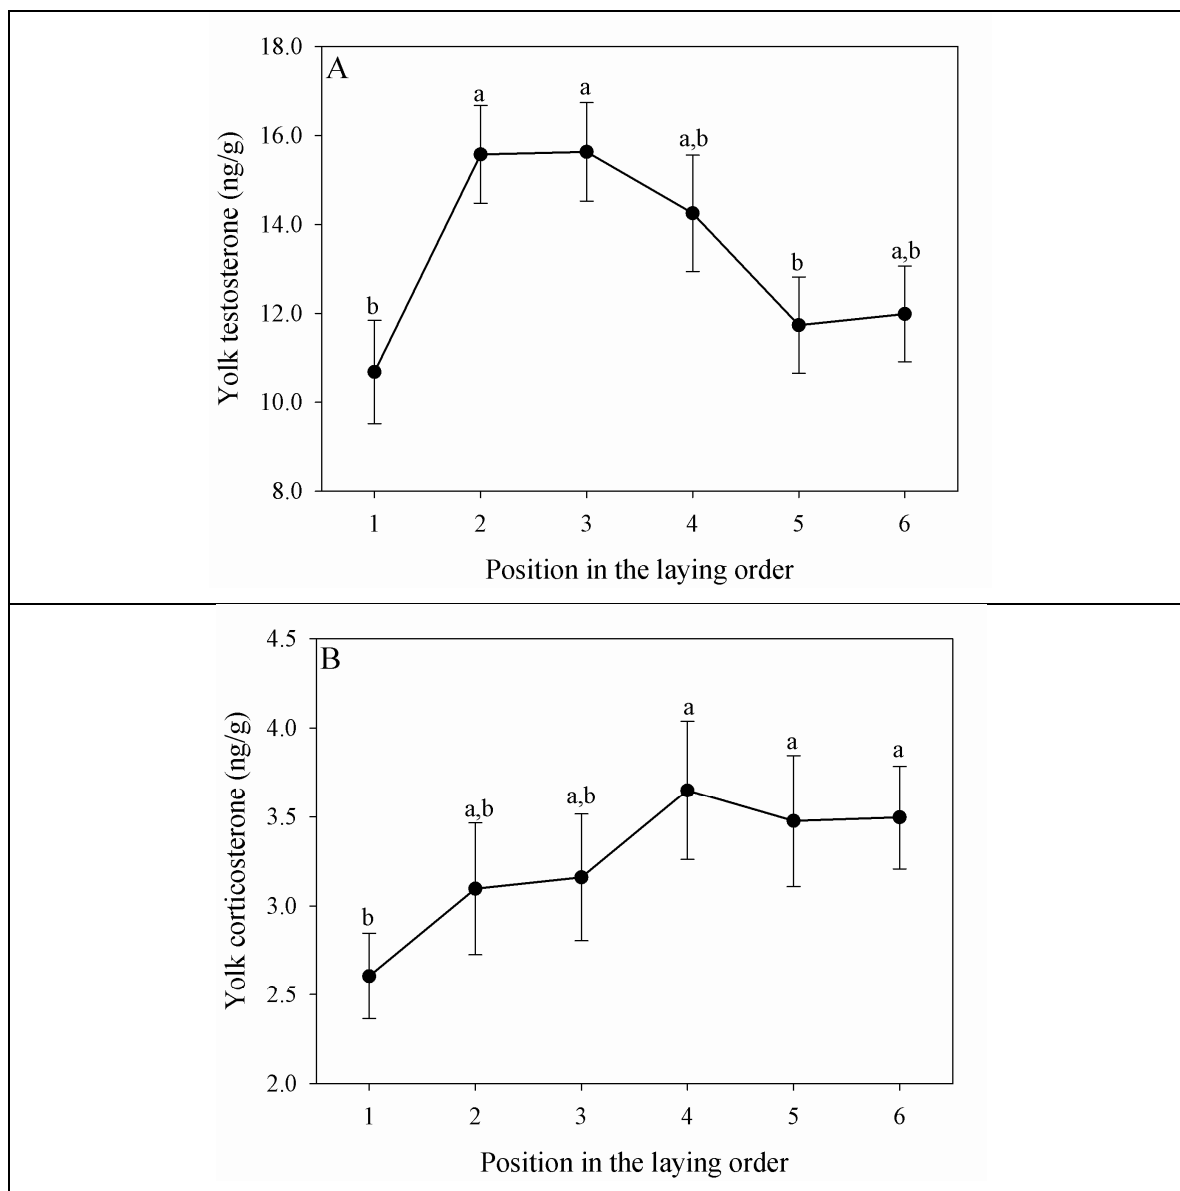 A
Yolk testosterone (ng/g)
18.0
16.0
14.0
12.0
10.0
8.0
b
a
a
a,b
b
a,b
1 2 3 4 5 6
Position in the laying order
B
Yolk corticosterone (ng/g)
4.5
4.0
3.5
3.0
2.5
2.0
b
a,b
a,b
a
a
a
1 2 3 4 5 6
Position in the laying order